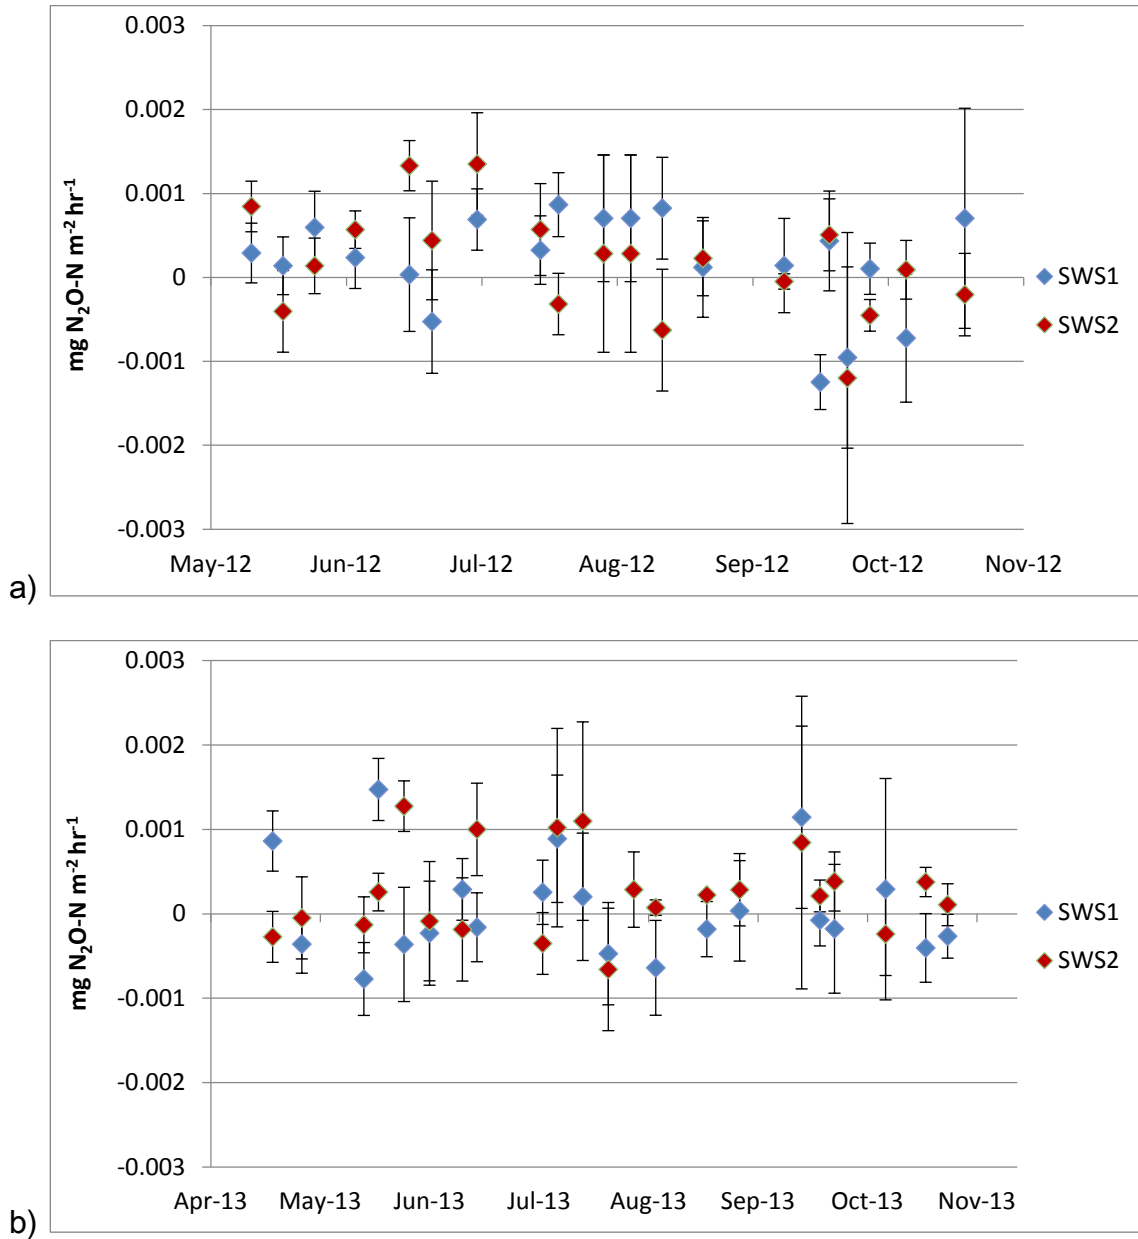 0.003
0.002
0.001
0
-0.001
-0.002
-0.003
mg N₂O-N m⁻² hr⁻¹
May-12 Jun-12 Jul-12 Aug-12 Sep-12 Oct-12 Nov-12
SWS1
SWS2
a)
0.003
0.002
0.001
0
-0.001
-0.002
-0.003
mg N₂O-N m⁻² hr⁻¹
Apr-13 May-13 Jun-13 Jul-13 Aug-13 Sep-13 Oct-13 Nov-13
SWS1
SWS2
b)